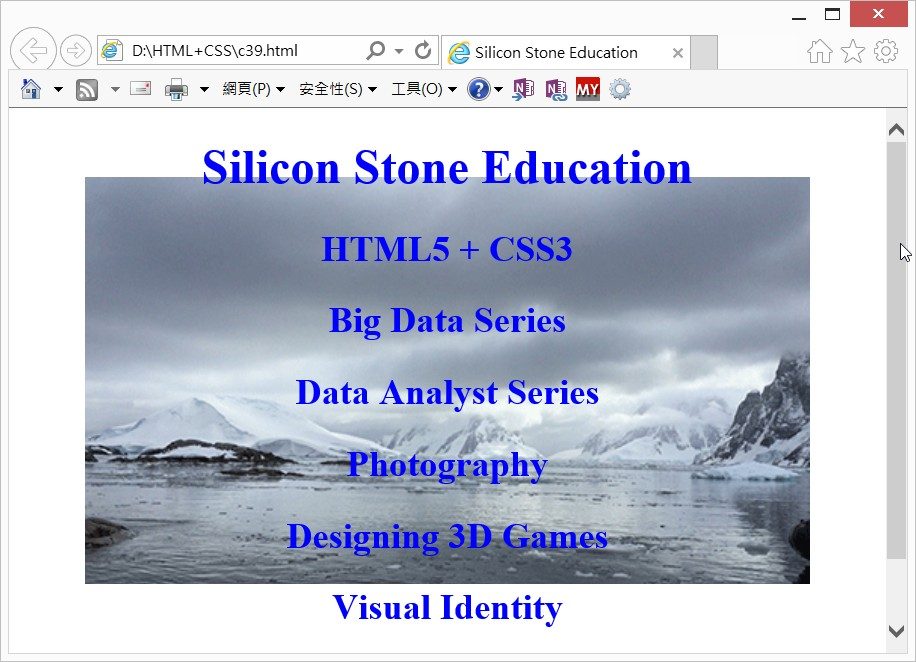 D:\HTML+CSS\c39.html
Silicon Stone Education
網頁(P) 安全性(S) 工具(O) ? N N MY
Silicon Stone Education
HTML5 + CSS3
Big Data Series
Data Analyst Series
Photography
Designing 3D Games
Visual Identity